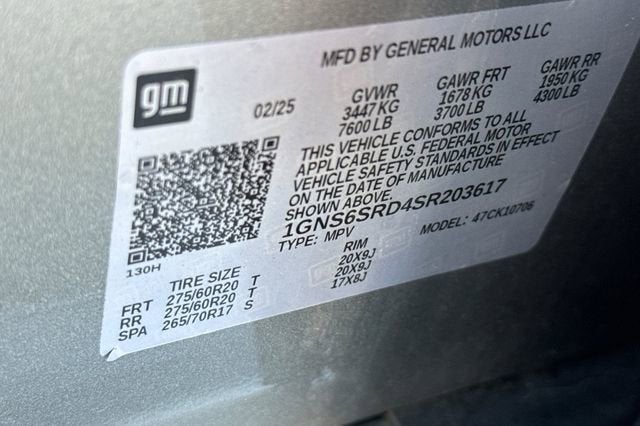 MFD BY GENERAL MOTORS LLC
gm
02/25
GVWR GAWR FRT GAWR RR
3447 KG 1678 KG 1950 KG
7600 LB 3700 LB 4300 LB
THIS VEHICLE CONFORMS TO ALL
APPLICABLE U.S. FEDERAL MOTOR
VEHICLE SAFETY STANDARDS IN EFFECT
ON THE DATE OF MANUFACTURE
SHOWN ABOVE.
1GNS6SRD4SR203617
TYPE: MPV MODEL: 47CK10706
130H
TIRE SIZE RIM
FRT 275/60R20 T 20X9J
RR 275/60R20 T 20X9J
SPA 265/70R17 S 17X8J